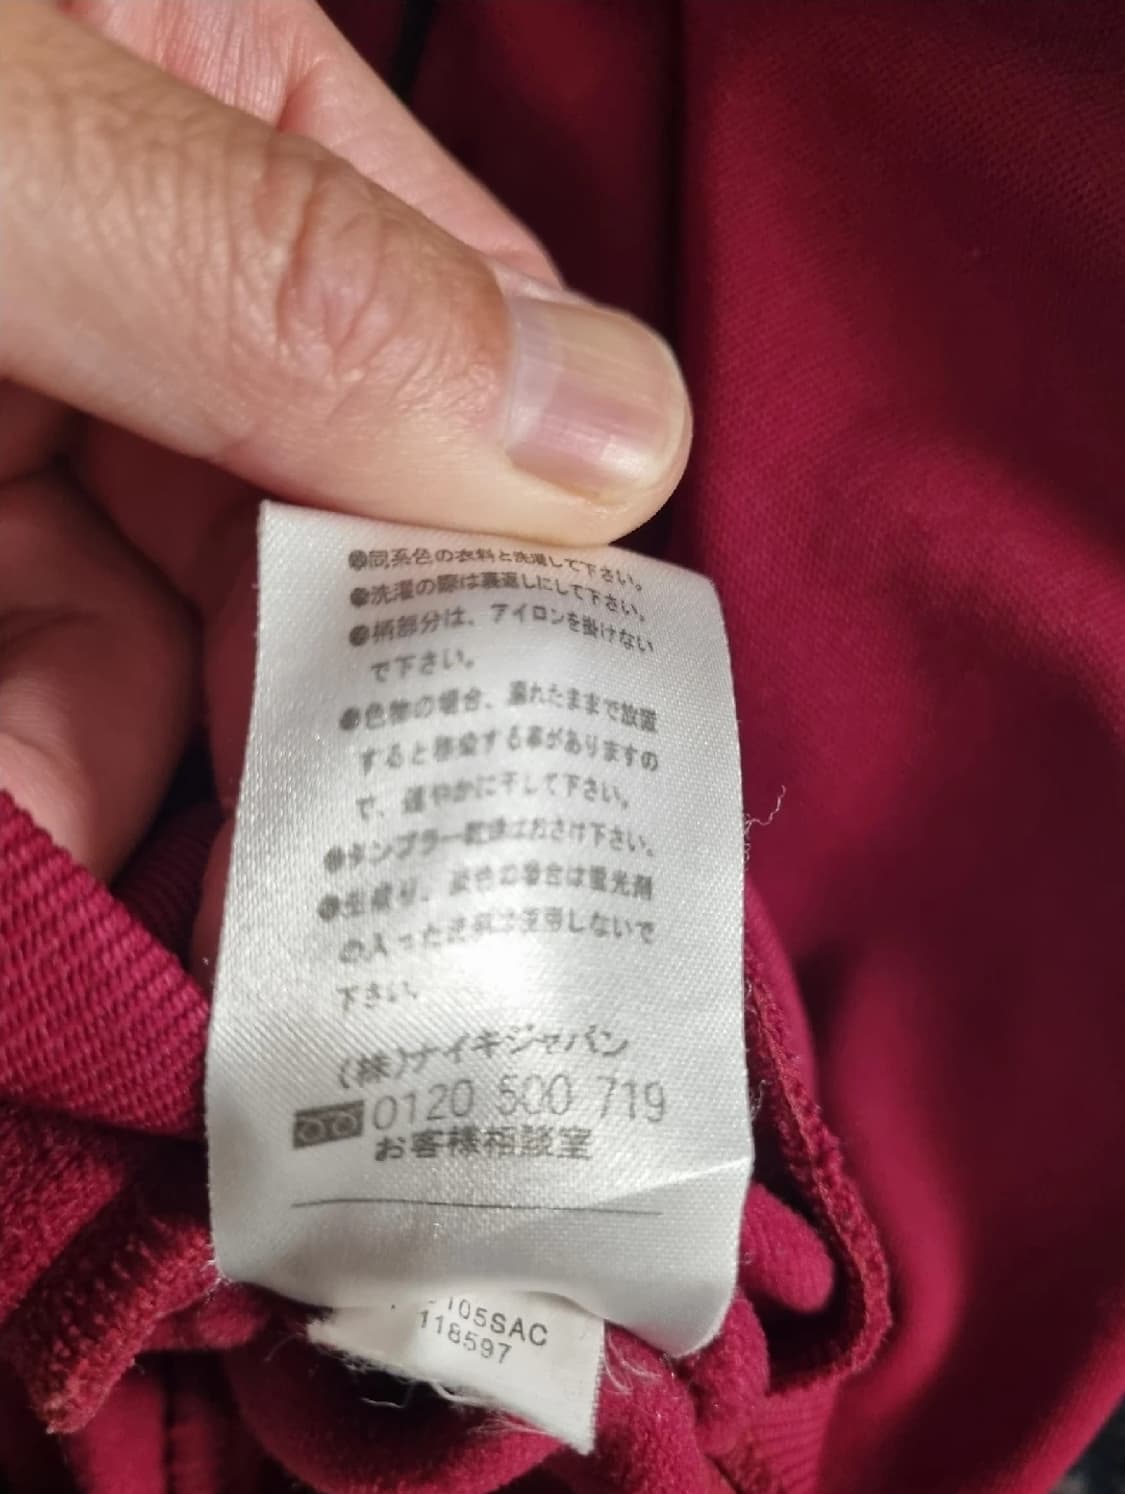 ●同系色の衣料と洗濯して下さい。
●洗濯の際は裏返しにして下さい。
●柄部分は、アイロンを掛けない
で下さい。
●色物の場合、濡れたままで放置
すると移染する事がありますの
で、速やかに干して下さい。
●タンブラー乾燥はおさけ下さい。
●生成り、淡色の場合は蛍光剤
の入った洗剤は使用しないで
下さい。
(株)ナイキジャパン
0120 500 719
お客様相談室
105SAC
118597